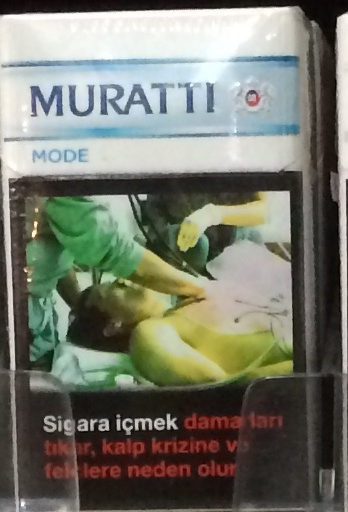 MURATTI
MODE
Sigara içmek damarları
tıkar, kalp krizine ve
felçlere neden olur